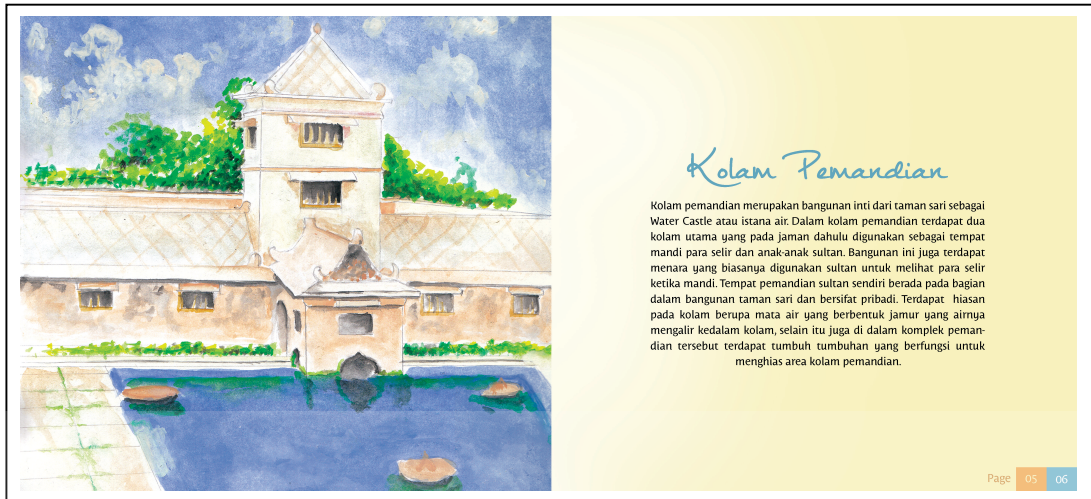 Kolam Pemandian
Kolam pemandian merupakan bangunan inti dari taman sari sebagai
Water Castle atau istana air. Dalam kolam pemandian terdapat dua
kolam utama yang pada jaman dahulu digunakan sebagai tempat
mandi para selir dan anak-anak sultan. Bangunan ini juga terdapat
menara yang biasanya digunakan sultan untuk melihat para selir
ketika mandi. Tempat pemandian sultan sendiri berada pada bagian
dalam bangunan taman sari dan bersifat pribadi. Terdapat hiasan
pada kolam berupa mata air yang berbentuk jamur yang airnya
mengalir kedalam kolam, selain itu juga di dalam komplek peman-
dian tersebut terdapat tumbuh tumbuhan yang berfungsi untuk
menghias area kolam pemandian.
Page 05 06